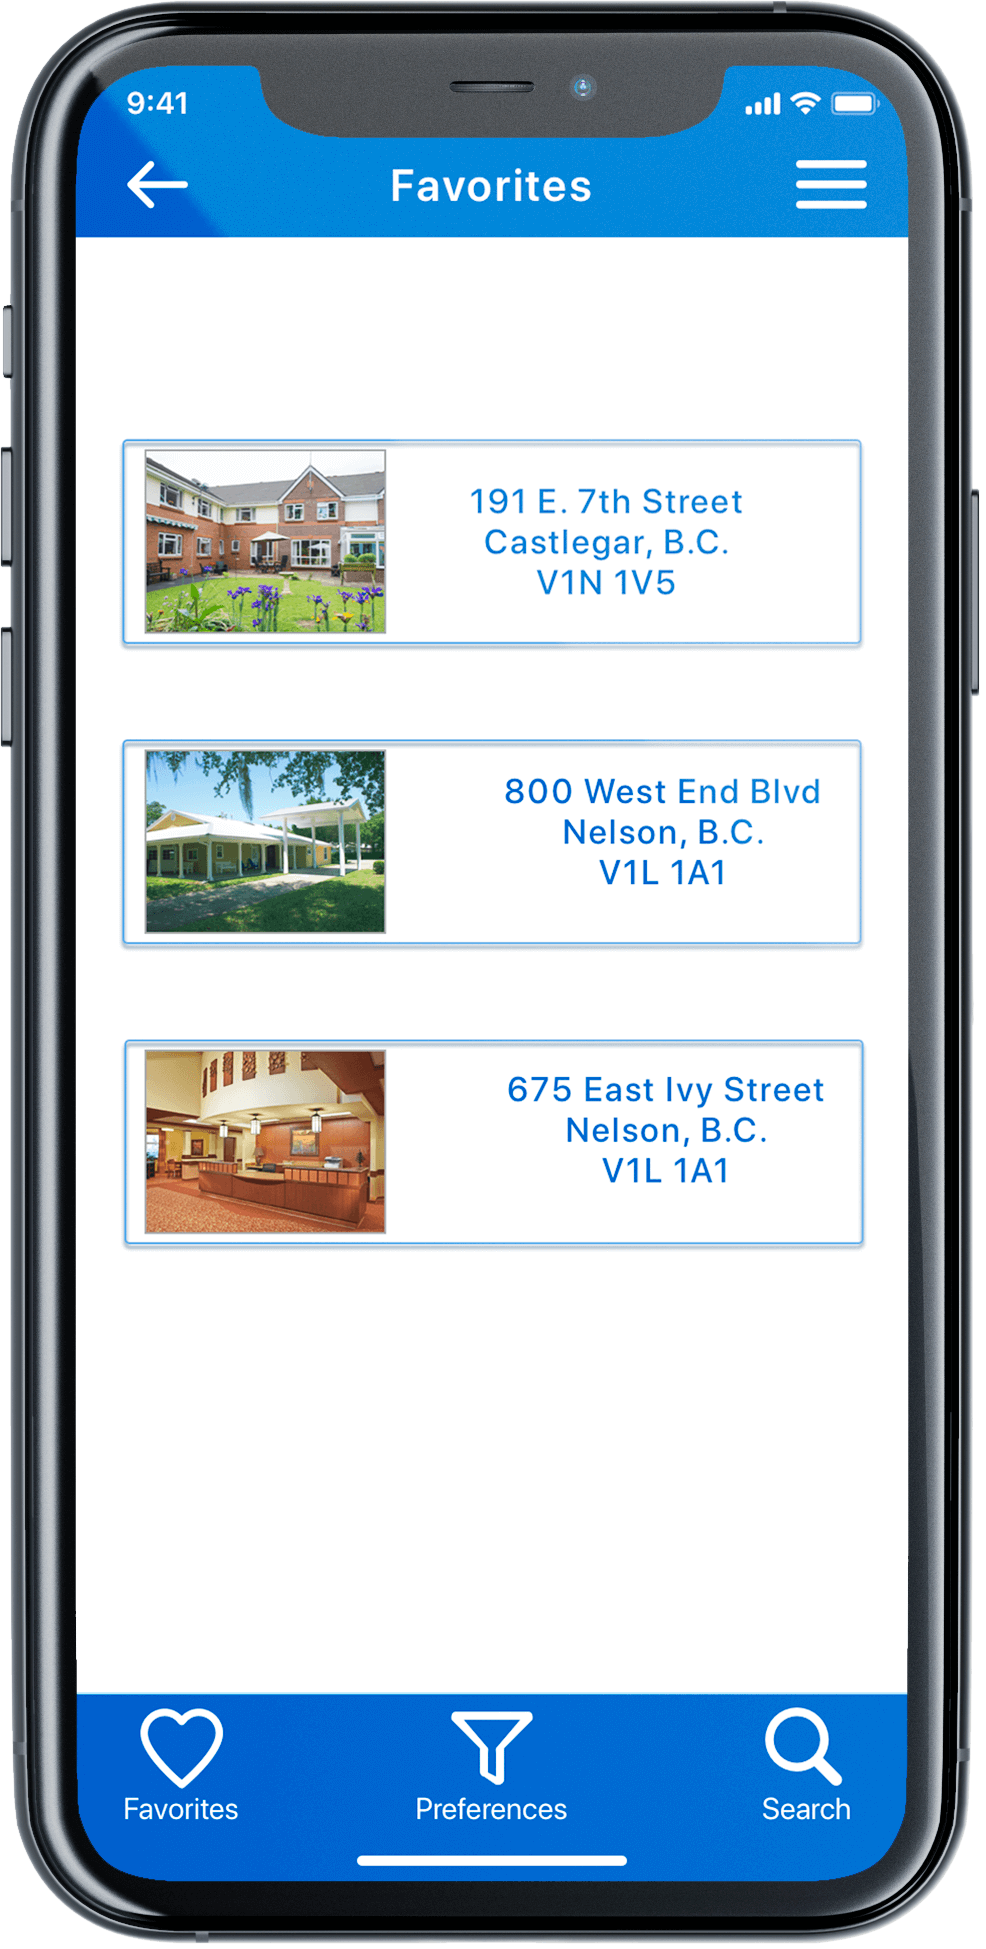 9:41
Favorites
191 E. 7th Street
Castlegar, B.C.
V1N 1V5
800 West End Blvd
Nelson, B.C.
V1L 1A1
675 East Ivy Street
Nelson, B.C.
V1L 1A1
Favorites
Preferences
Search